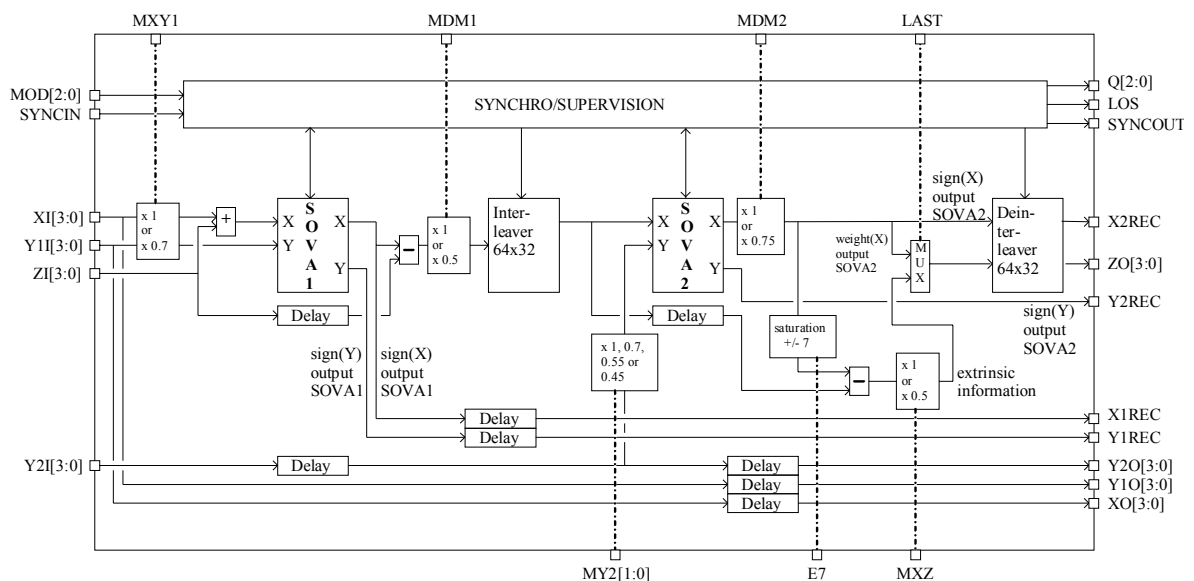 MXY1
MDM1
MDM2
LAST
MOD[2:0]
SYNCIN
SYNCHRO/SUPERVISION
Q[2:0]
LOS
SYNCOUT
XI[3:0]
Y1I[3:0]
ZI[3:0]
x 1
or
x 0.7
+
X
Y
S
O
V
A
1
X
Y
−
x 1
or
x 0.5
Inter-
leaver
64x32
X
Y
S
O
V
A
2
X
Y
x 1
or
x 0.75
sign(X)
output
SOVA2
weight(X)
output
SOVA2
M
U
X
Deinter-
leaver
64x32
X2REC
ZO[3:0]
Y2REC
sign(Y)
output
SOVA2
Delay
Delay
sign(Y)
output
SOVA1
sign(X)
output
SOVA1
x 1, 0.7,
0.55 or
0.45
saturation
+/- 7
−
x 1
or
x 0.5
extrinsic
information
Delay
Delay
X1REC
Y1REC
Y2I[3:0]
Delay
Delay
Delay
Delay
Y2O[3:0]
Y1O[3:0]
XO[3:0]
MY2[1:0]
E7
MXZ